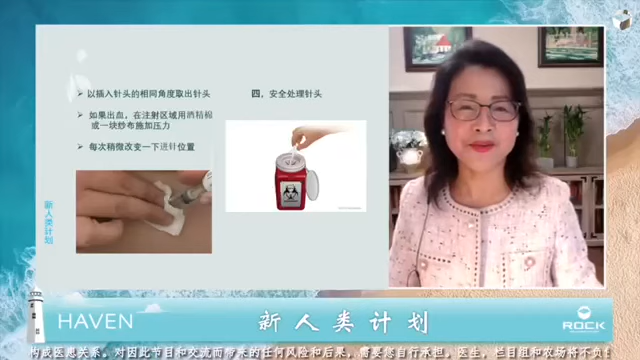 以插入针头的相同角度取出针头
如果出血，在注射区域用酒精棉
或一块纱布施加压力
每次稍微改变一下进针位置
四，安全处理针头
新人类计划
HAVEN
新人类计划
ROCK
构成医患关系。对因此节目和交流而带来的任何风险和后果，需要您自行承担。医生、栏目组和农场将不负